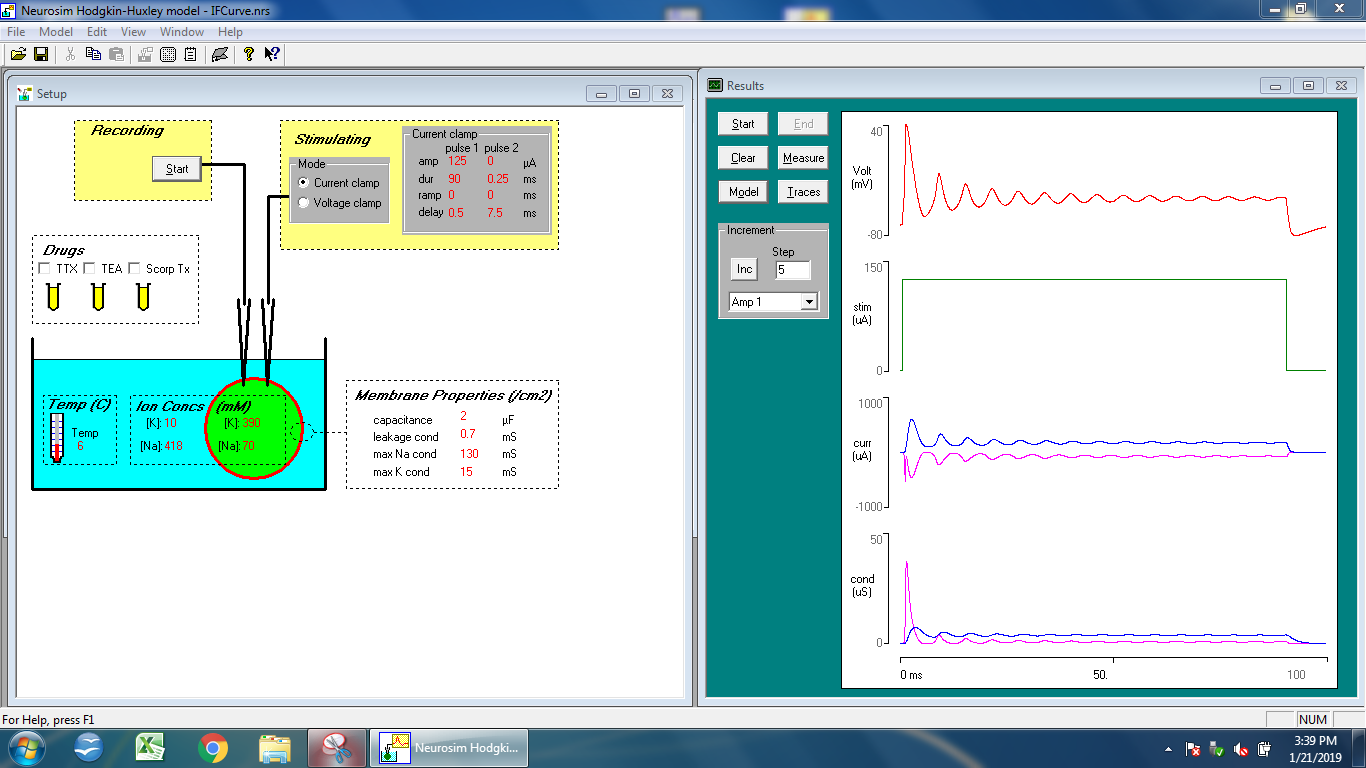 Neurosim Hodgkin-Huxley model - IFCurve.nrs
File Model Edit View Window Help
Setup
Recording
Start
Stimulating
Mode
Current clamp
Voltage clamp
Current clamp
pulse 1 pulse 2
amp 125 0 µA
dur 90 0.25 ms
ramp 0 0 ms
delay 0.5 7.5 ms
Drugs
TTX TEA Scorp Tx
Temp (C)
Temp
6
Ion Concs (mM)
[K]: 10 [K]: 390
[Na]: 418 [Na]: 70
Membrane Properties (/cm2)
capacitance 2 µF
leakage cond 0.7 mS
max Na cond 130 mS
max K cond 15 mS
Results
Start End
Clear Measure
Model Traces
Increment
Step
Inc 5
Amp 1
40
Volt
(mV)
-80
150
stim
(uA)
0
1000
curr
(uA)
-1000
50
cond
(uS)
0
0 ms 50. 100
For Help, press F1
NUM
Neurosim Hodgki...
3:39 PM
1/21/2019